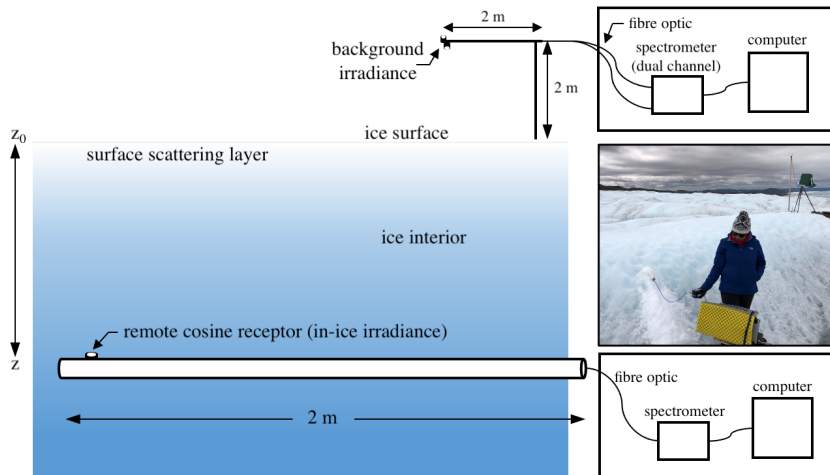 2 m
background
irradiance
2 m
fibre optic
spectrometer
(dual channel)
computer
z0
ice surface
surface scattering layer
ice interior
remote cosine receptor (in-ice irradiance)
z
2 m
fibre optic
spectrometer
computer